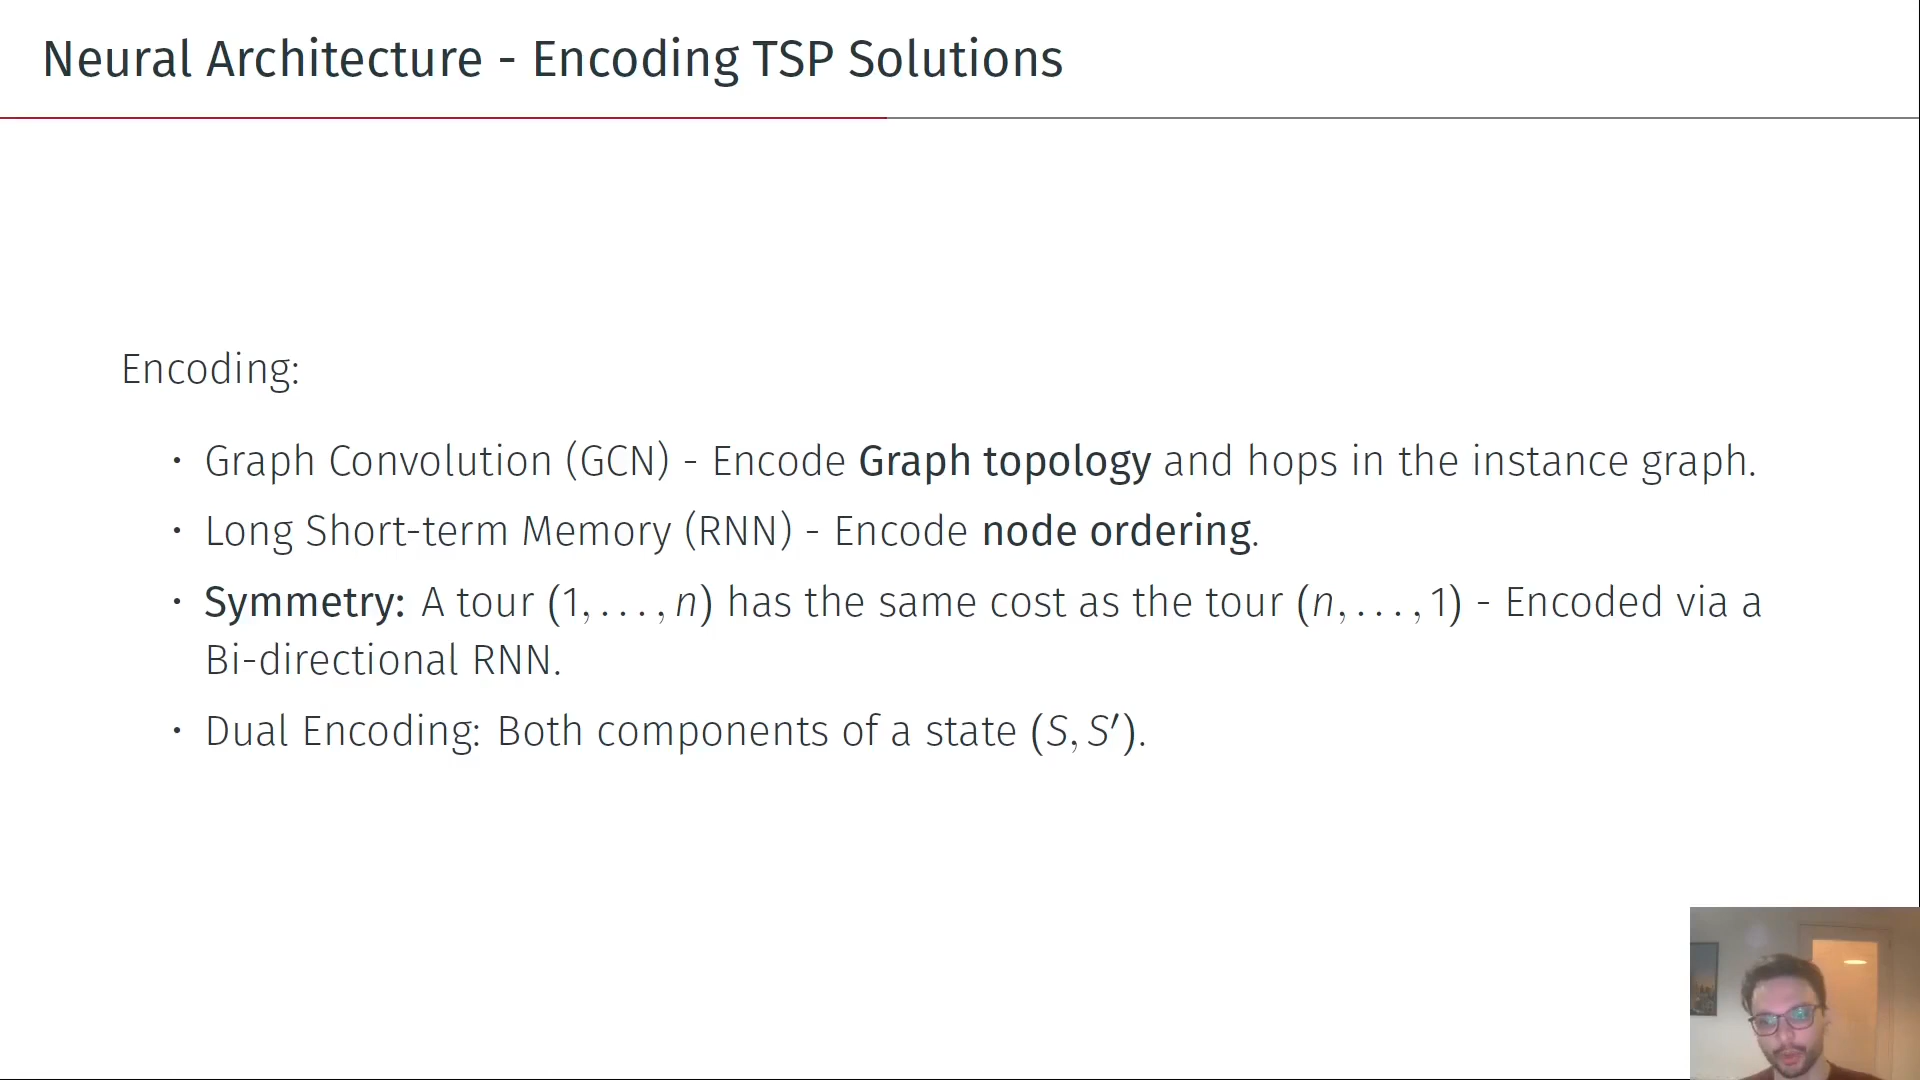 Neural Architecture - Encoding TSP Solutions
Encoding:
· Graph Convolution (GCN) - Encode Graph topology and hops in the instance graph.
· Long Short-term Memory (RNN) - Encode node ordering.
· Symmetry: A tour (1, . . . , n) has the same cost as the tour (n, . . . , 1) - Encoded via a
Bi-directional RNN.
· Dual Encoding: Both components of a state (S, S′).